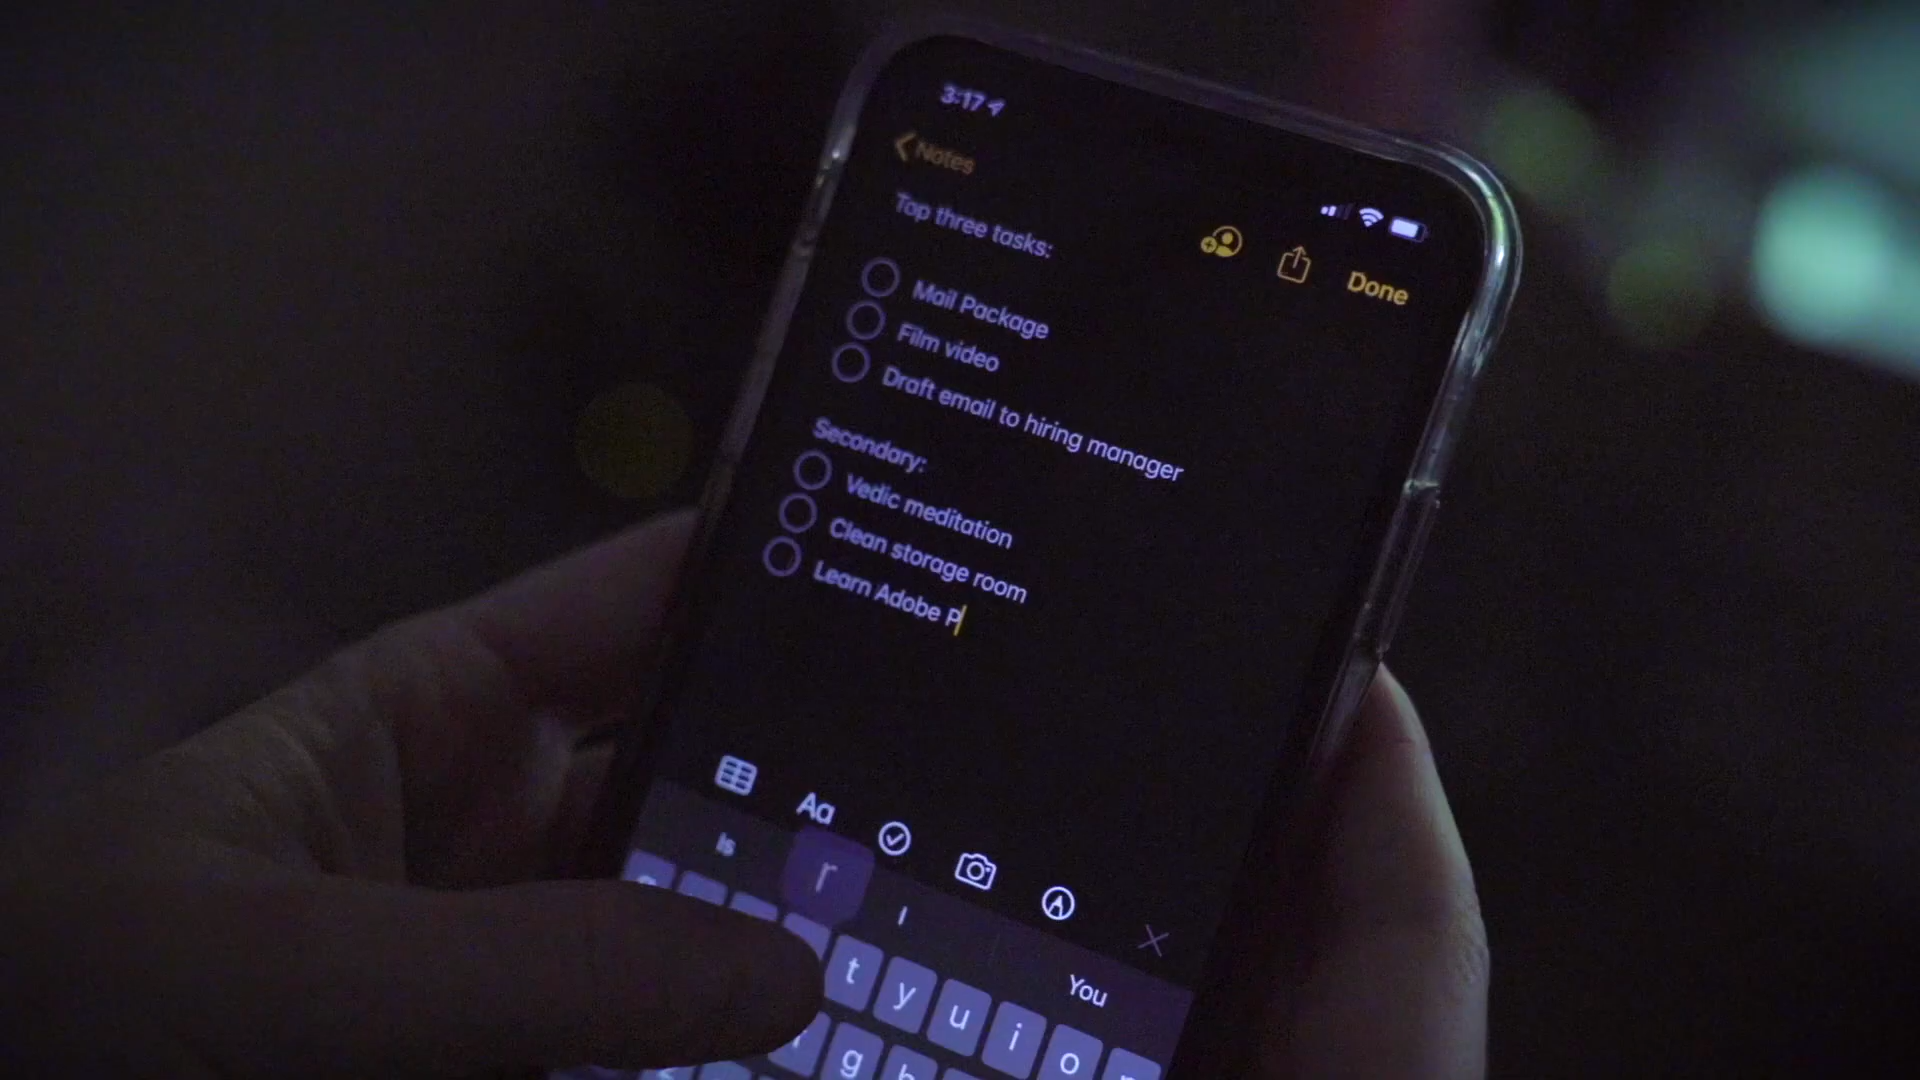 3:17
Notes
Done
Top three tasks:
Mail Package
Film video
Draft email to hiring manager
Secondary:
Vedic meditation
Clean storage room
Learn Adobe P
Aa
Is
r
I
You
t y u i o
g